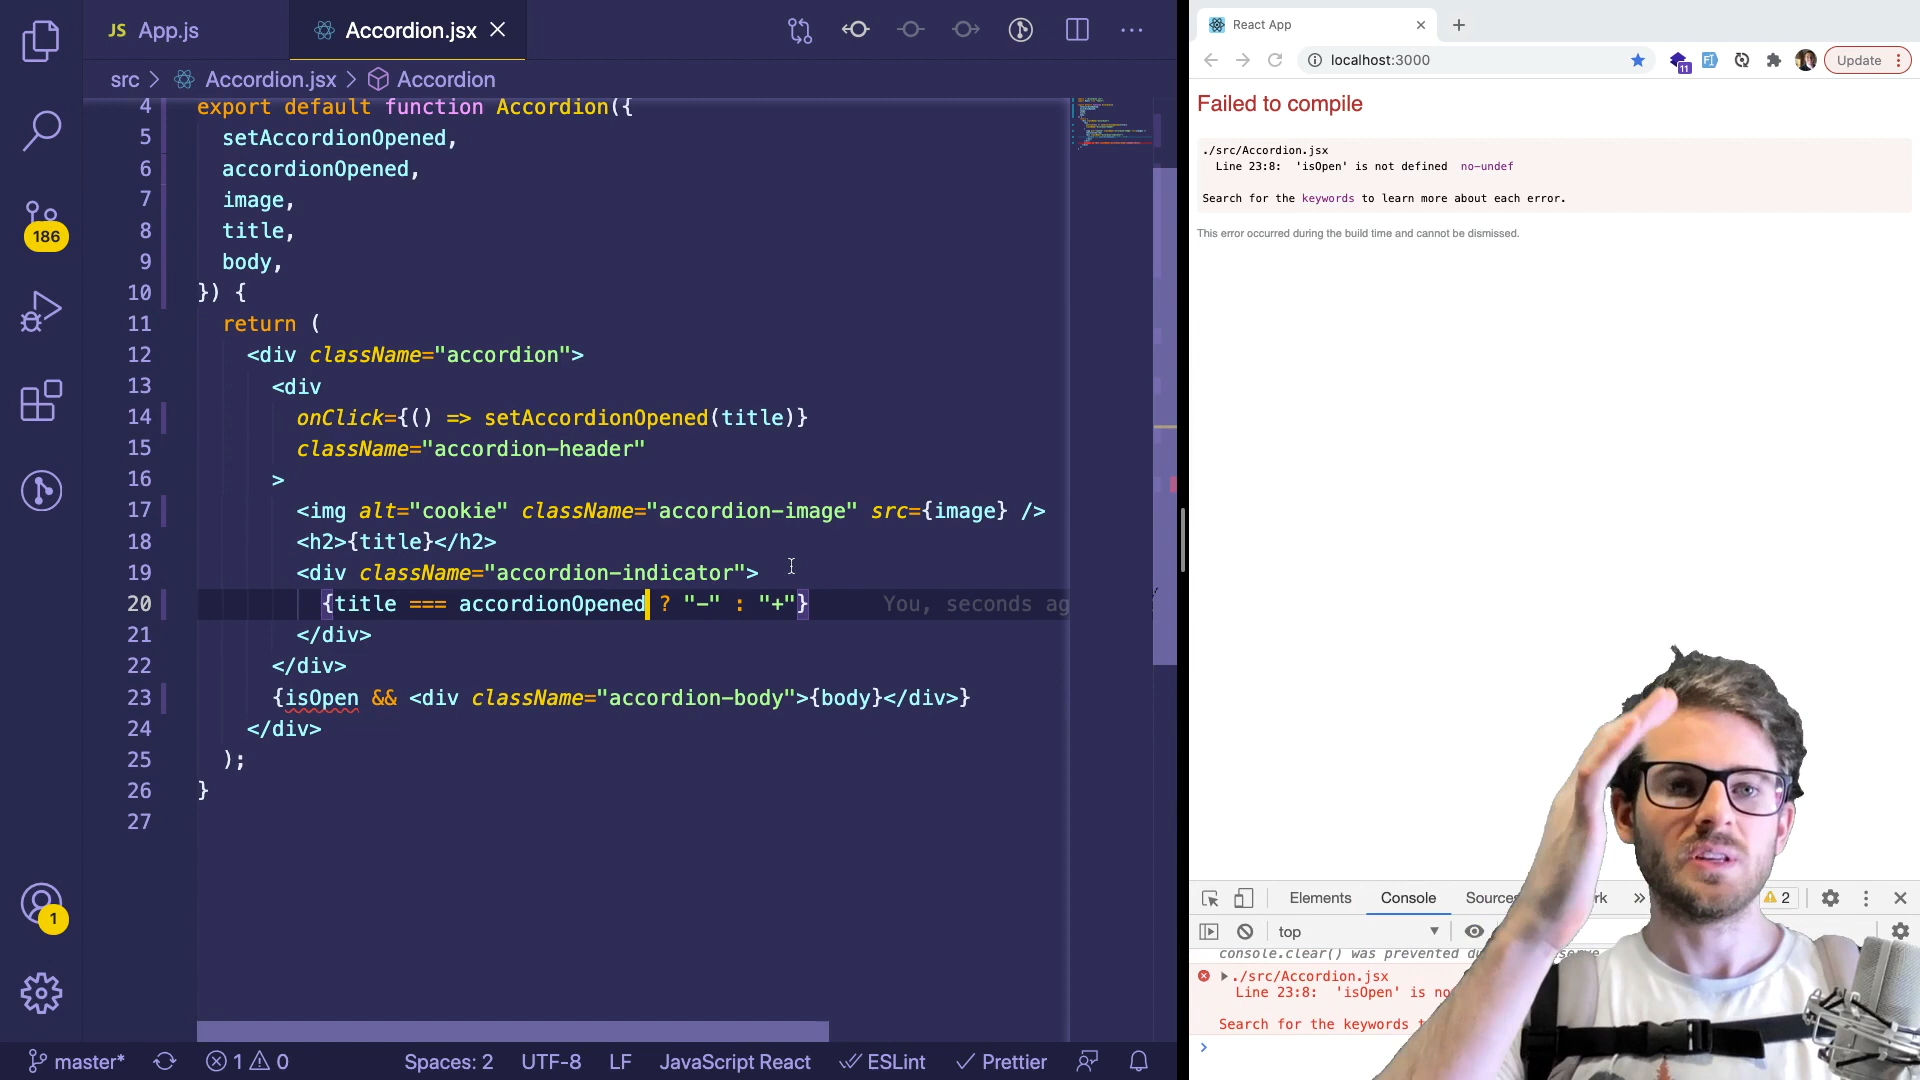 JS App.js
Accordion.jsx
src > Accordion.jsx > Accordion
4 export default function Accordion({
5 setAccordionOpened,
6 accordionOpened,
7 image,
8 title,
9 body,
10 }) {
11 return (
12 <div className="accordion">
13 <div
14 onClick={() => setAccordionOpened(title)}
15 className="accordion-header"
16 >
17 <img alt="cookie" className="accordion-image" src={image} />
18 <h2>{title}</h2>
19 <div className="accordion-indicator">
20 {title === accordionOpened ? "-" : "+"} You, seconds ag
21 </div>
22 </div>
23 {isOpen && <div className="accordion-body">{body}</div>}
24 </div>
25 );
26 }
27
186
1
master*
1 0
Spaces: 2
UTF-8
LF
JavaScript React
ESLint
Prettier
React App
localhost:3000
11
Update
Failed to compile
./src/Accordion.jsx
Line 23:8: 'isOpen' is not defined no-undef
Search for the keywords to learn more about each error.
This error occurred during the build time and cannot be dismissed.
Elements
Console
Sources
rk
2
top
console.clear() was prevented
./src/Accordion.jsx
Line 23:8: 'isOpen' is no
Search for the keywords t